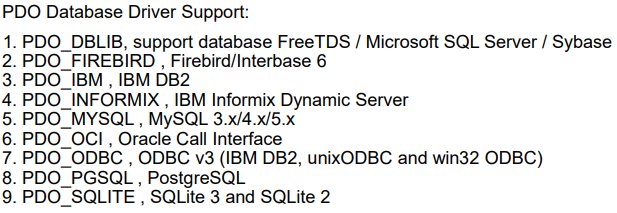 PDO Database Driver Support:
1. PDO_DBLIB, support database FreeTDS / Microsoft SQL Server / Sybase
2. PDO_FIREBIRD , Firebird/Interbase 6
3. PDO_IBM , IBM DB2
4. PDO_INFORMIX , IBM Informix Dynamic Server
5. PDO_MYSQL , MySQL 3.x/4.x/5.x
6. PDO_OCI , Oracle Call Interface
7. PDO_ODBC , ODBC v3 (IBM DB2, unixODBC and win32 ODBC)
8. PDO_PGSQL , PostgreSQL
9. PDO_SQLITE , SQLite 3 and SQLite 2